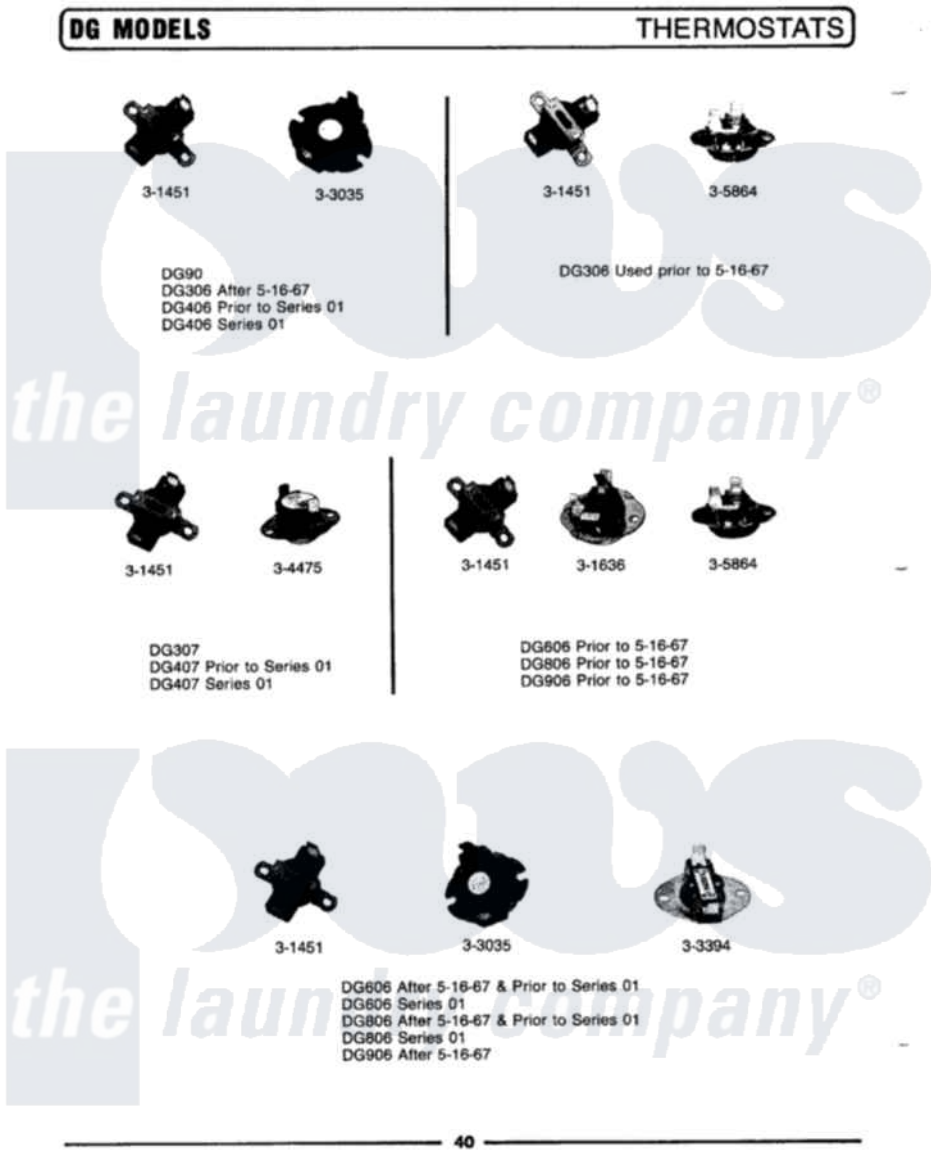 DG MODELS THERMOSTATS
3-1451 3-3035
DG90
DG306 After 5-16-67
DG406 Prior to Series 01
DG406 Series 01
3-1451 3-5864
DG306 Used prior to 5-16-67
the laundry company®
3-1451 3-4475
DG307
DG407 Prior to Series 01
DG407 Series 01
3-1451 3-1636 3-5864
DG606 Prior to 5-16-67
DG806 Prior to 5-16-67
DG906 Prior to 5-16-67
3-1451 3-3035 3-3394
DG606 After 5-16-67 & Prior to Series 01
DG606 Series 01
DG806 After 5-16-67 & Prior to Series 01
DG806 Series 01
DG906 After 5-16-67
the laundry company®
40